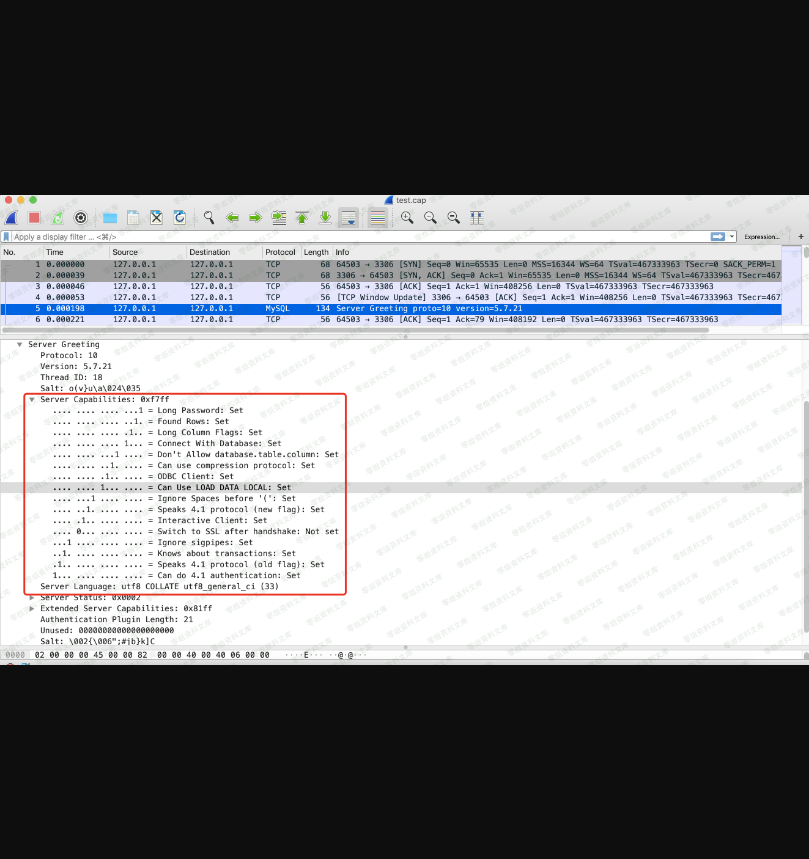 test.cap
Apply a display filter ... <⌘/>
Expression...
+
No. Time Source Destination Protocol Length Info
1 0.000000 127.0.0.1 127.0.0.1 TCP 68 64503 → 3306 [SYN] Seq=0 Win=65535 Len=0 MSS=16344 WS=64 TSval=467333963 TSecr=0 SACK_PERM=1
2 0.000039 127.0.0.1 127.0.0.1 TCP 68 3306 → 64503 [SYN, ACK] Seq=0 Ack=1 Win=65535 Len=0 MSS=16344 WS=64 TSval=467333963 TSecr=467
3 0.000046 127.0.0.1 127.0.0.1 TCP 56 64503 → 3306 [ACK] Seq=1 Ack=1 Win=408256 Len=0 TSval=467333963 TSecr=467333963
4 0.000053 127.0.0.1 127.0.0.1 TCP 56 [TCP Window Update] 3306 → 64503 [ACK] Seq=1 Ack=1 Win=408256 Len=0 TSval=467333963 TSecr=467
5 0.000198 127.0.0.1 127.0.0.1 MySQL 134 Server Greeting proto=10 version=5.7.21
6 0.000221 127.0.0.1 127.0.0.1 TCP 56 64503 → 3306 [ACK] Seq=1 Ack=79 Win=408192 Len=0 TSval=467333963 TSecr=467333963
Server Greeting
Protocol: 10
Version: 5.7.21
Thread ID: 18
Salt: o(v}u\a\024\035
Server Capabilities: 0xf7ff
.... .... .... ...1 = Long Password: Set
.... .... .... ..1. = Found Rows: Set
.... .... .... .1.. = Long Column Flags: Set
.... .... .... 1... = Connect With Database: Set
.... .... ...1 .... = Don't Allow database.table.column: Set
.... .... ..1. .... = Can use compression protocol: Set
.... .... .1.. .... = ODBC Client: Set
.... .... 1... .... = Can Use LOAD DATA LOCAL: Set
.... ...1 .... .... = Ignore Spaces before '(': Set
.... ..1. .... .... = Speaks 4.1 protocol (new flag): Set
.... .1.. .... .... = Interactive Client: Set
.... 0... .... .... = Switch to SSL after handshake: Not set
...1 .... .... .... = Ignore sigpipes: Set
..1. .... .... .... = Knows about transactions: Set
.1.. .... .... .... = Speaks 4.1 protocol (old flag): Set
1... .... .... .... = Can do 4.1 authentication: Set
Server Language: utf8 COLLATE utf8_general_ci (33)
Server Status: 0x0002
Extended Server Capabilities: 0x81ff
Authentication Plugin Length: 21
Unused: 00000000000000000000
Salt: \002{\006";#jb}k]C
0000 02 00 00 00 45 00 00 82 00 00 40 00 40 06 00 00 ····E··· ··@·@···